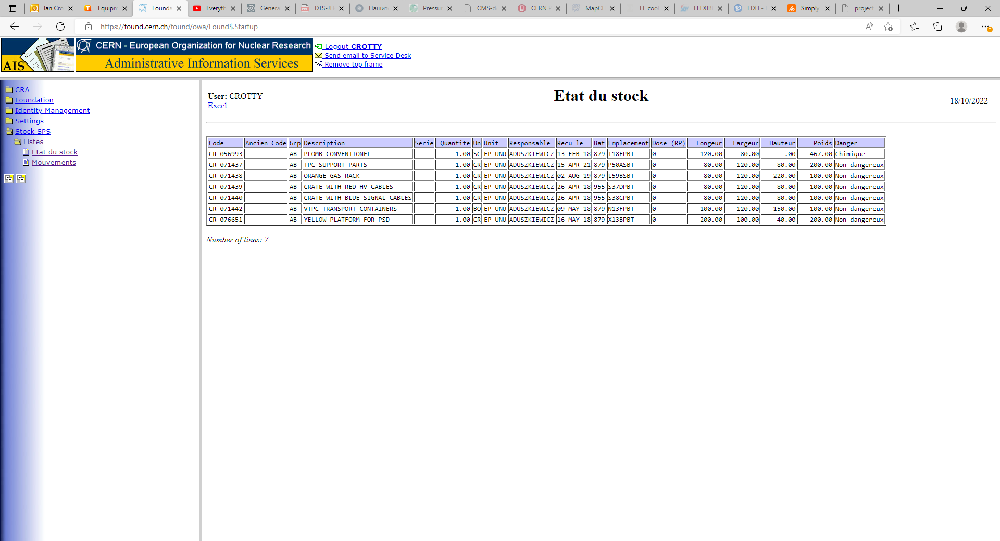 Ian Cro
Equipm
Founda
Everyth
Genera
DTS-JL
Нашит
Pressu
CMS-d
CERN F
MapCE
EE cool
FLEXIBI
EDH -
Simply
project
https://found.cern.ch/found/owa/Found$.Startup
AIS
CERN - European Organization for Nuclear Research
Administrative Information Services
Logout CROTTY
Send email to Service Desk
Remove top frame
CRA
Foundation
Identity Management
Settings
Stock SPS
Listes
Etat du stock
Mouvements
User: CROTTY
Excel
Etat du stock
18/10/2022
Code Ancien Code Grp Description Serie Quantite Un Unit Responsable Recu le Bat Emplacement Dose (RP) Longeur Largeur Hauteur Poids Danger
CR-056993 AB PLOMB CONVENTIONEL 1.00 SC EP-UNU ADUSZKIEWICZ 13-FEB-18 879 T18EPBT 0 120.00 80.00 .00 467.00 Chimique
CR-071437 AB TPC SUPPORT PARTS 1.00 CR EP-UNU ADUSZKIEWICZ 15-APR-21 879 P50ASBT 0 80.00 120.00 80.00 200.00 Non dangereux
CR-071438 AB ORANGE GAS RACK 1.00 CR EP-UNU ADUSZKIEWICZ 02-AUG-19 879 L59BSBT 0 80.00 120.00 220.00 100.00 Non dangereux
CR-071439 AB CRATE WITH RED HV CABLES 1.00 CR EP-UNU ADUSZKIEWICZ 26-APR-18 955 S37DPBT 0 80.00 120.00 80.00 100.00 Non dangereux
CR-071440 AB CRATE WITH BLUE SIGNAL CABLES 1.00 CR EP-UNU ADUSZKIEWICZ 26-APR-18 955 S38CPBT 0 80.00 120.00 80.00 100.00 Non dangereux
CR-071442 AB VTPC TRANSPORT CONTAINERS 1.00 BO EP-UNU ADUSZKIEWICZ 09-MAY-18 879 N13FPBT 0 100.00 120.00 150.00 100.00 Non dangereux
CR-076651 AB YELLOW PLATFORM FOR PSD 1.00 CR EP-UNU ADUSZKIEWICZ 16-MAY-18 879 X13BPBT 0 200.00 100.00 40.00 200.00 Non dangereux
Number of lines: 7